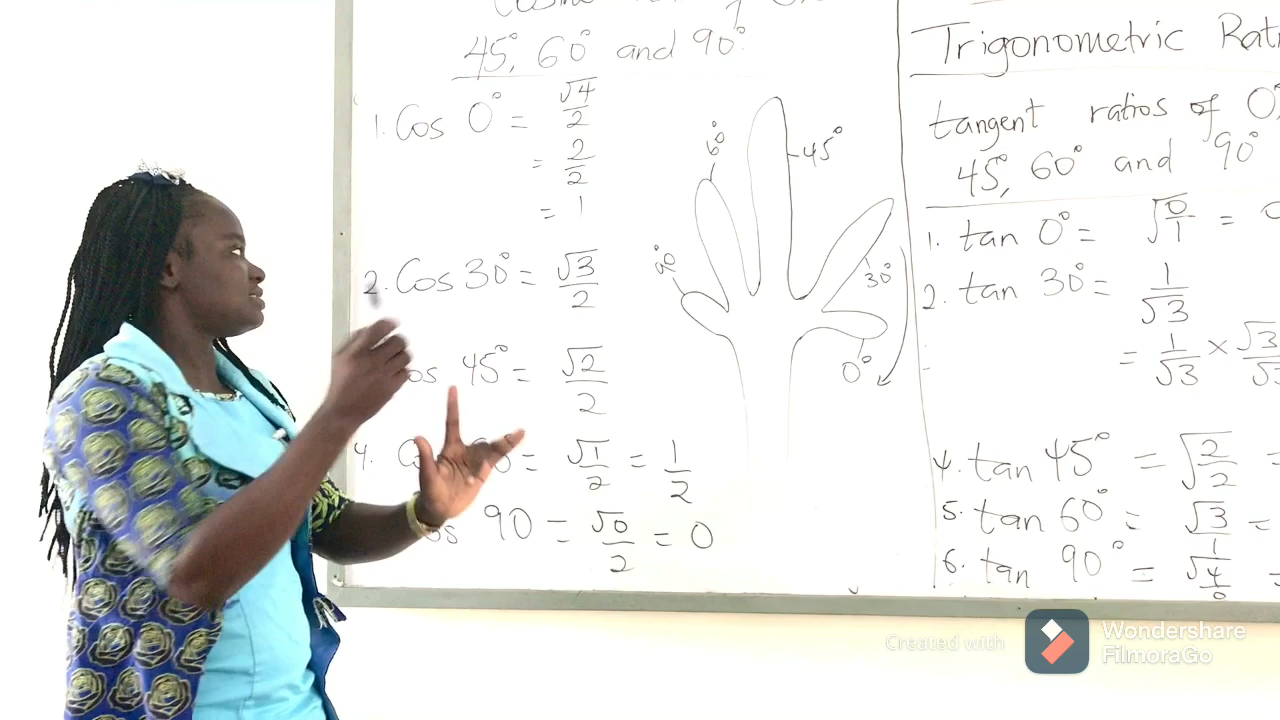 45°, 60° and 90°.
1. Cos 0° = √4/2
= 2/2
= 1
2. Cos 30° = √3/2
45° = √2/2
4. = √1/2 = 1/2
90 = √0/2 = 0
60°
45°
90°
30°
0°
Trigonometric
tangent ratios of 0°,
45°, 60° and 90°
1. tan 0° = √0/1 =
2. tan 30° = 1/√3
= 1/√3 × √3
4. tan 45° = √2/2 =
5. tan 60° = √3 =
6. tan 90° =
Created with
Wondershare
FilmoraGo